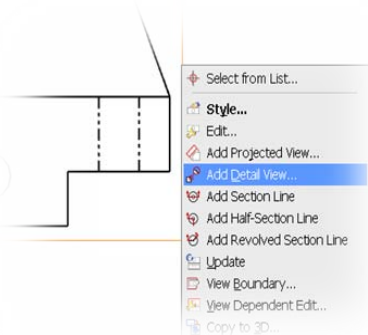 Select from List...
Style...
Edit...
Add Projected View...
Add Detail View...
Add Section Line
Add Half-Section Line
Add Revolved Section Line
Update
View Boundary...
View Dependent Edit...
Copy to 3D...